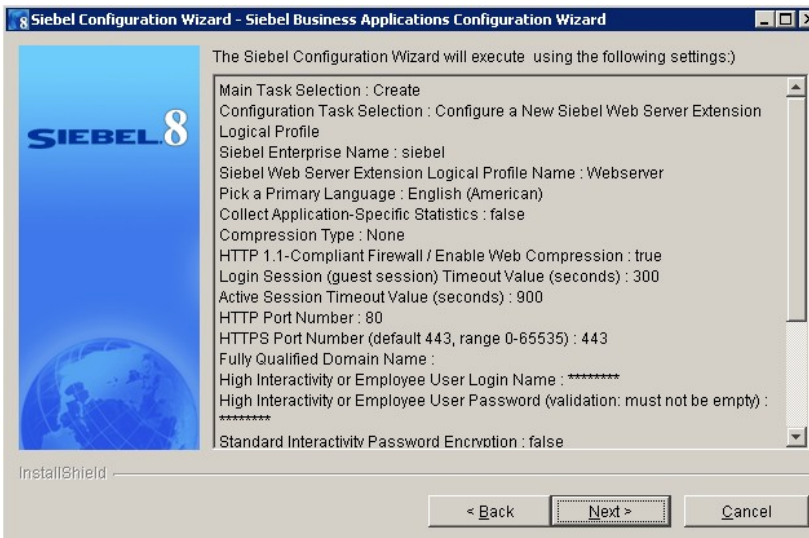 Siebel Configuration Wizard - Siebel Business Applications Configuration Wizard
The Siebel Configuration Wizard will execute using the following settings:)
SIEBEL.8
Main Task Selection : Create
Configuration Task Selection : Configure a New Siebel Web Server Extension
Logical Profile
Siebel Enterprise Name : siebel
Siebel Web Server Extension Logical Profile Name : Webserver
Pick a Primary Language : English (American)
Collect Application-Specific Statistics : false
Compression Type : None
HTTP 1.1-Compliant Firewall / Enable Web Compression : true
Login Session (guest session) Timeout Value (seconds) : 300
Active Session Timeout Value (seconds) : 900
HTTP Port Number : 80
HTTPS Port Number (default 443, range 0-65535) : 443
Fully Qualified Domain Name :
High Interactivity or Employee User Login Name : ********
High Interactivity or Employee User Password (validation: must not be empty) :
********
Standard Interactivity Password Encryption : false
InstallShield
< Back
Next >
Cancel